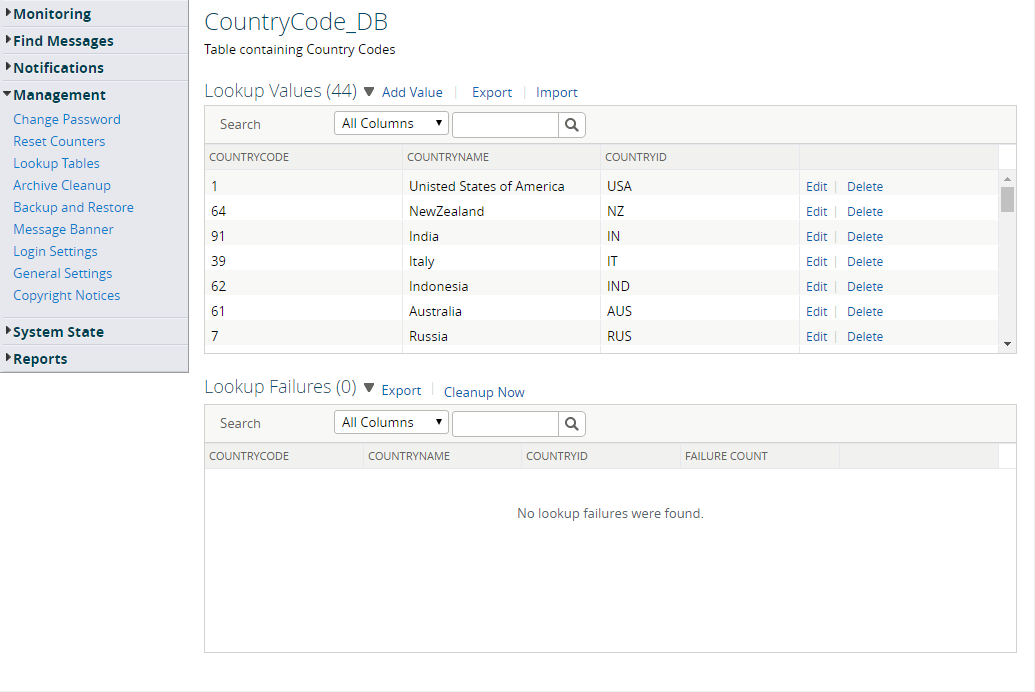 Monitoring
Find Messages
Notifications
Management
Change Password
Reset Counters
Lookup Tables
Archive Cleanup
Backup and Restore
Message Banner
Login Settings
General Settings
Copyright Notices
System State
Reports
CountryCode_DB
Table containing Country Codes
Lookup Values (44) Add Value Export Import
Search All Columns
COUNTRYCODE COUNTRYNAME COUNTRYID
1 Unisted States of America USA Edit Delete
64 NewZealand NZ Edit Delete
91 India IN Edit Delete
39 Italy IT Edit Delete
62 Indonesia IND Edit Delete
61 Australia AUS Edit Delete
7 Russia RUS Edit Delete
Lookup Failures (0) Export Cleanup Now
Search All Columns
COUNTRYCODE COUNTRYNAME COUNTRYID FAILURE COUNT
No lookup failures were found.